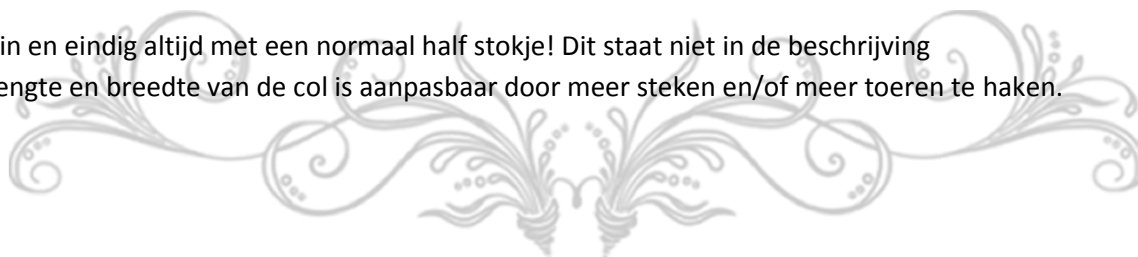 in en eindig altijd met een normaal half stokje! Dit staat niet in de beschrijving
engte en breedte van de col is aanpasbaar door meer steken en/of meer toeren te haken.